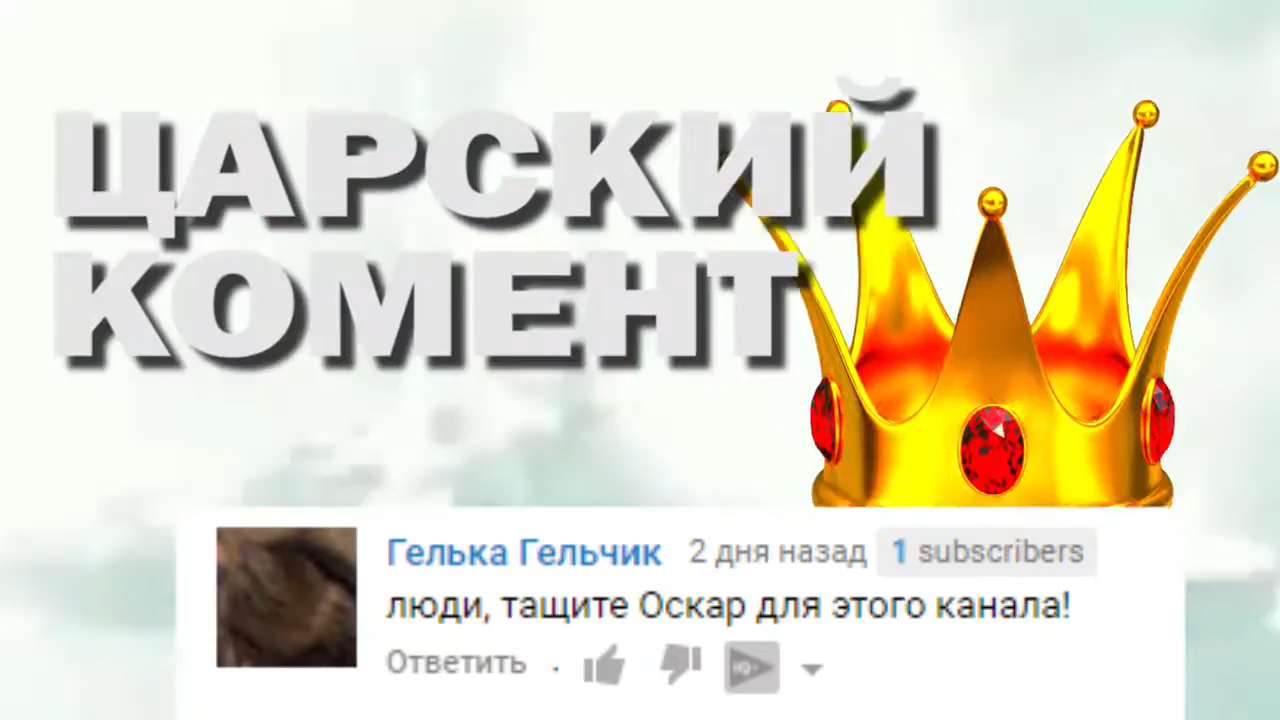 ЦАРСКИЙ
КОМЕНТ
Гелька Гельчик 2 дня назад 1 subscribers
люди, тащите Оскар для этого канала!
Ответить